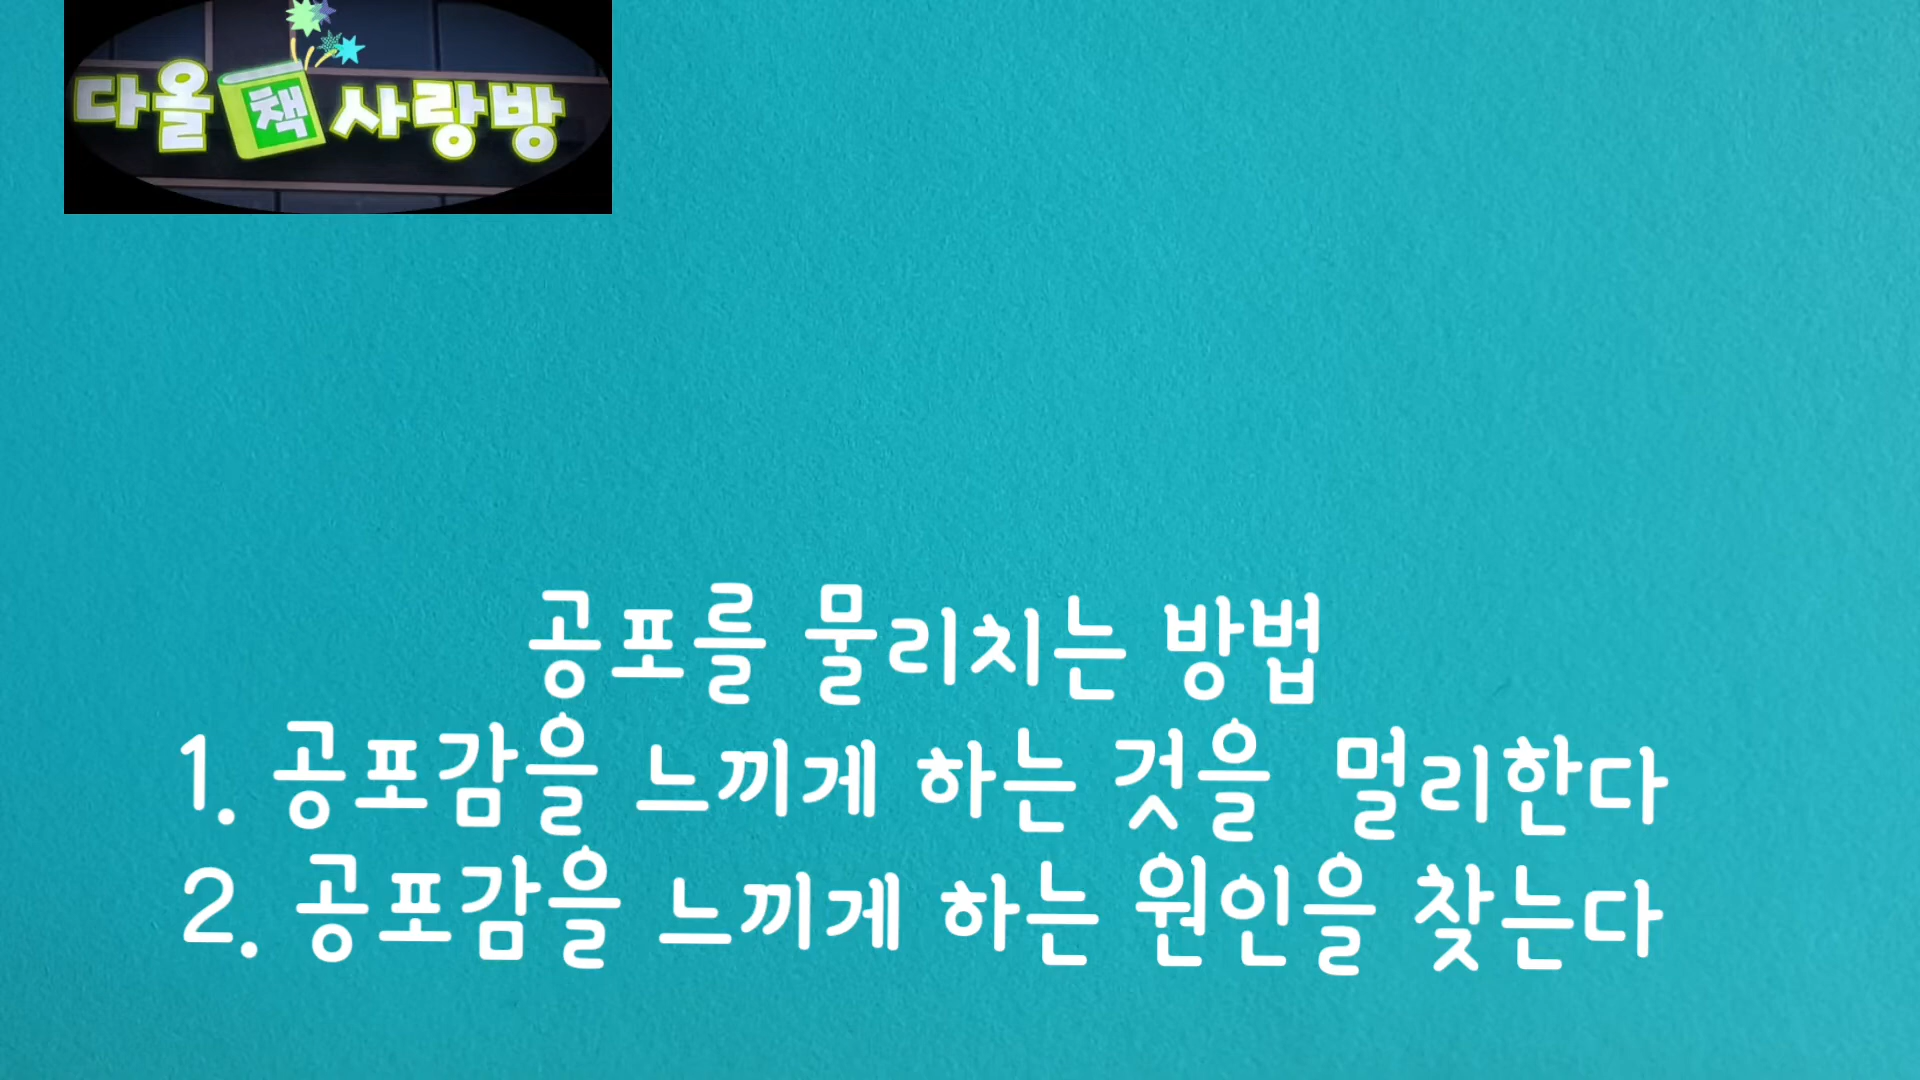 다올 책 사랑방
공포를 물리치는 방법
1. 공포감을 느끼게 하는 것을 멀리한다
2. 공포감을 느끼게 하는 원인을 찾는다